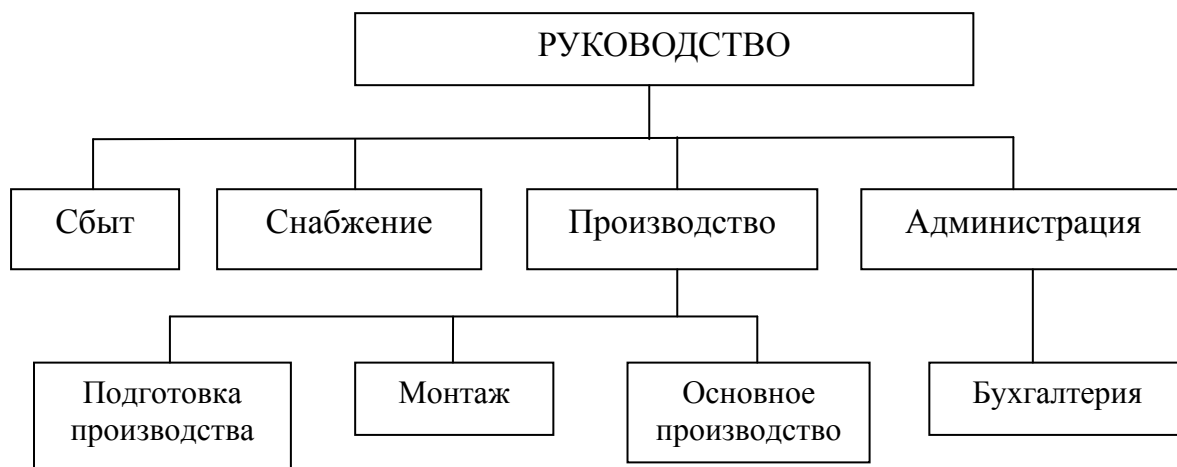 РУКОВОДСТВО
Сбыт
Снабжение
Производство
Администрация
Подготовка
производства
Монтаж
Основное
производство
Бухгалтерия